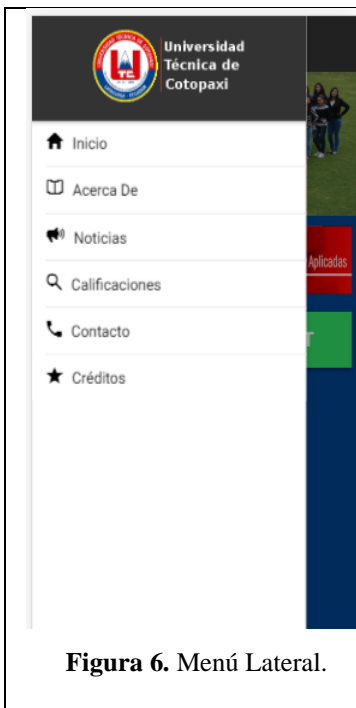 Universidad
Técnica de
Cotopaxi
Inicio
Acerca De
Noticias
Calificaciones
Contacto
Créditos
Aplicadas
T
Figura 6. Menú Lateral.